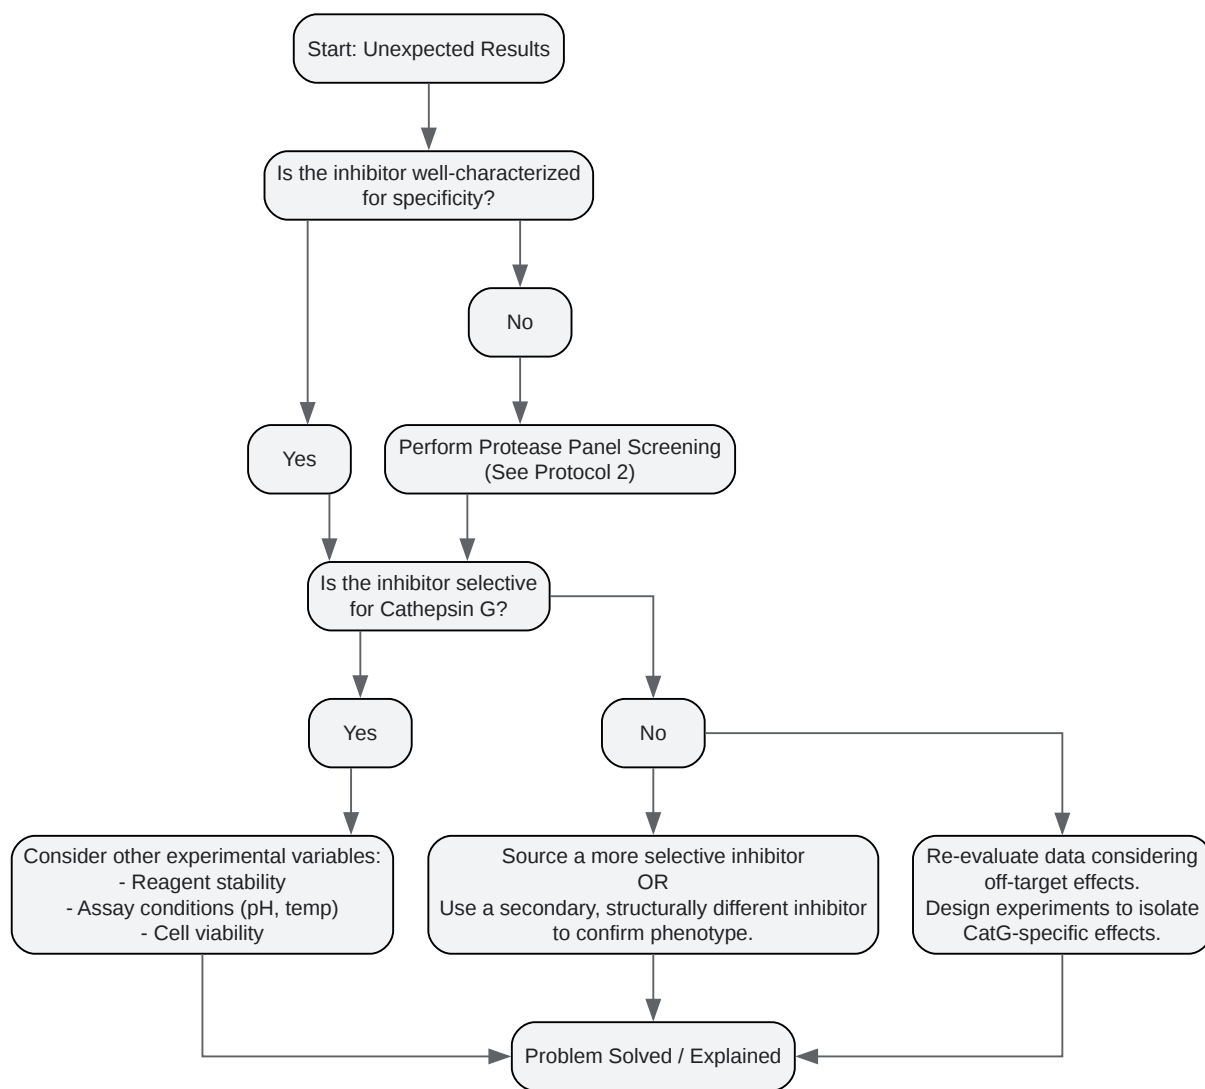 Start: Unexpected Results
Is the inhibitor well-characterized
for specificity?
No
Yes
Perform Protease Panel Screening
(See Protocol 2)
Is the inhibitor selective
for Cathepsin G?
Yes
No
Consider other experimental variables:
- Reagent stability
- Assay conditions (pH, temp)
- Cell viability
Source a more selective inhibitor
OR
Use a secondary, structurally different inhibitor
to confirm phenotype.
Re-evaluate data considering
off-target effects.
Design experiments to isolate
CatG-specific effects.
Problem Solved / Explained